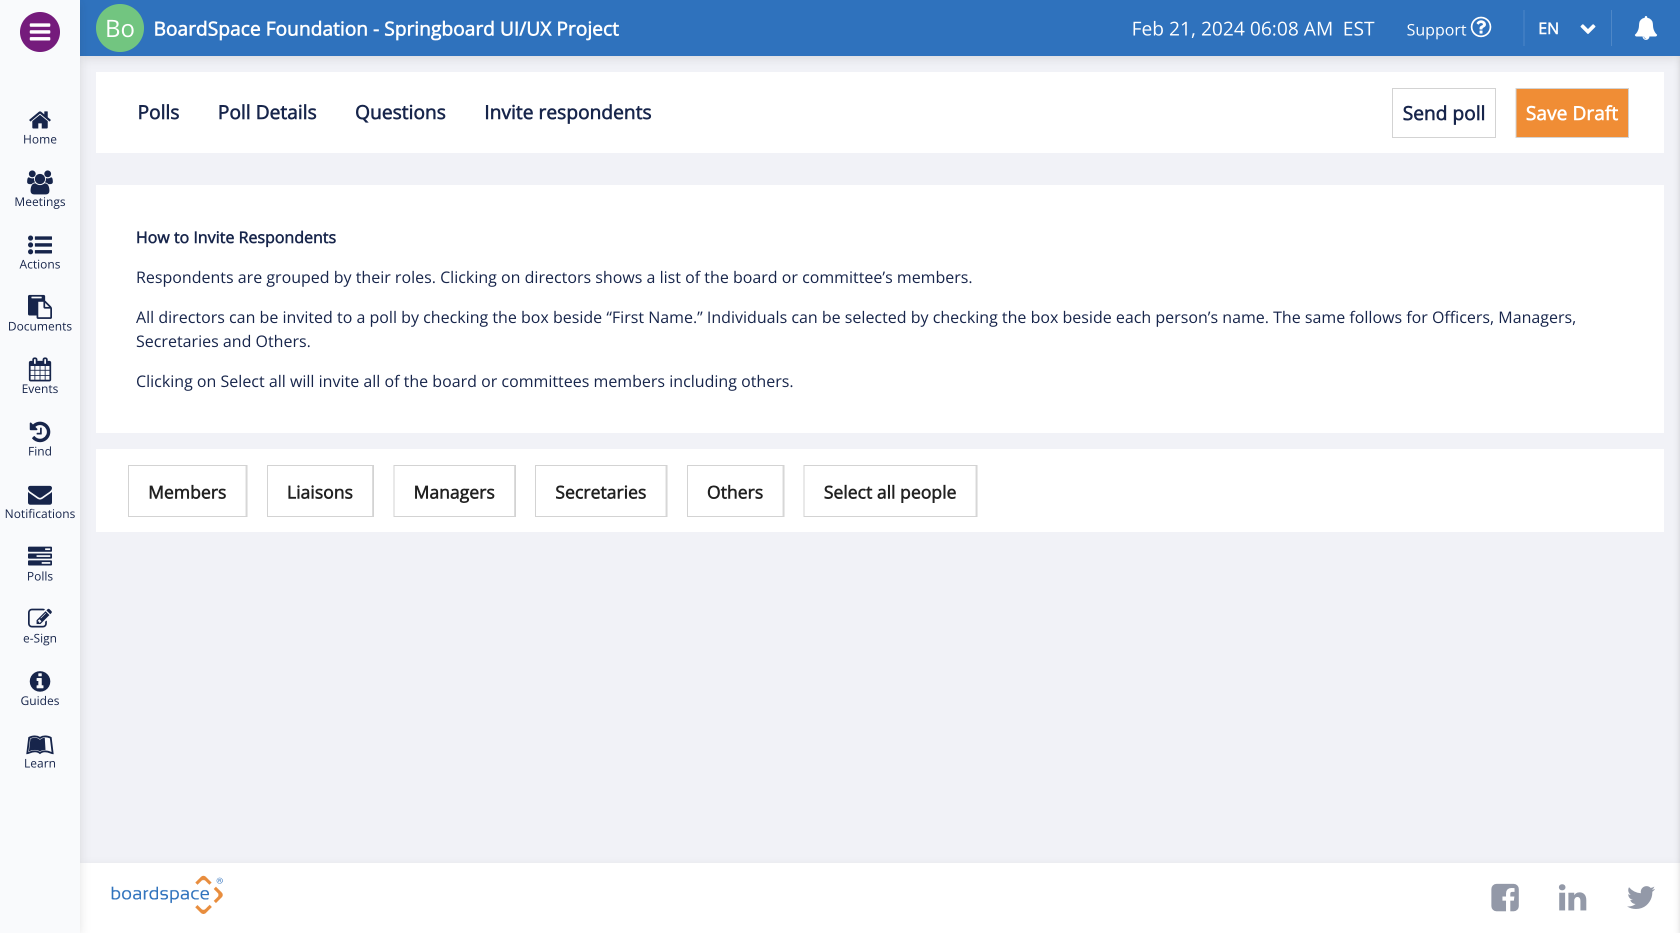 Bo BoardSpace Foundation - Springboard UI/UX Project Feb 21, 2024 06:08 AM EST Support ? EN
Polls Poll Details Questions Invite respondents Send poll Save Draft
Home
Meetings
Actions
Documents
Events
Find
Notifications
Polls
e-Sign
Guides
Learn
How to Invite Respondents
Respondents are grouped by their roles. Clicking on directors shows a list of the board or committee’s members.
All directors can be invited to a poll by checking the box beside “First Name.” Individuals can be selected by checking the box beside each person’s name. The same follows for Officers, Managers,
Secretaries and Others.
Clicking on Select all will invite all of the board or committees members including others.
Members Liaisons Managers Secretaries Others Select all people
boardspace®